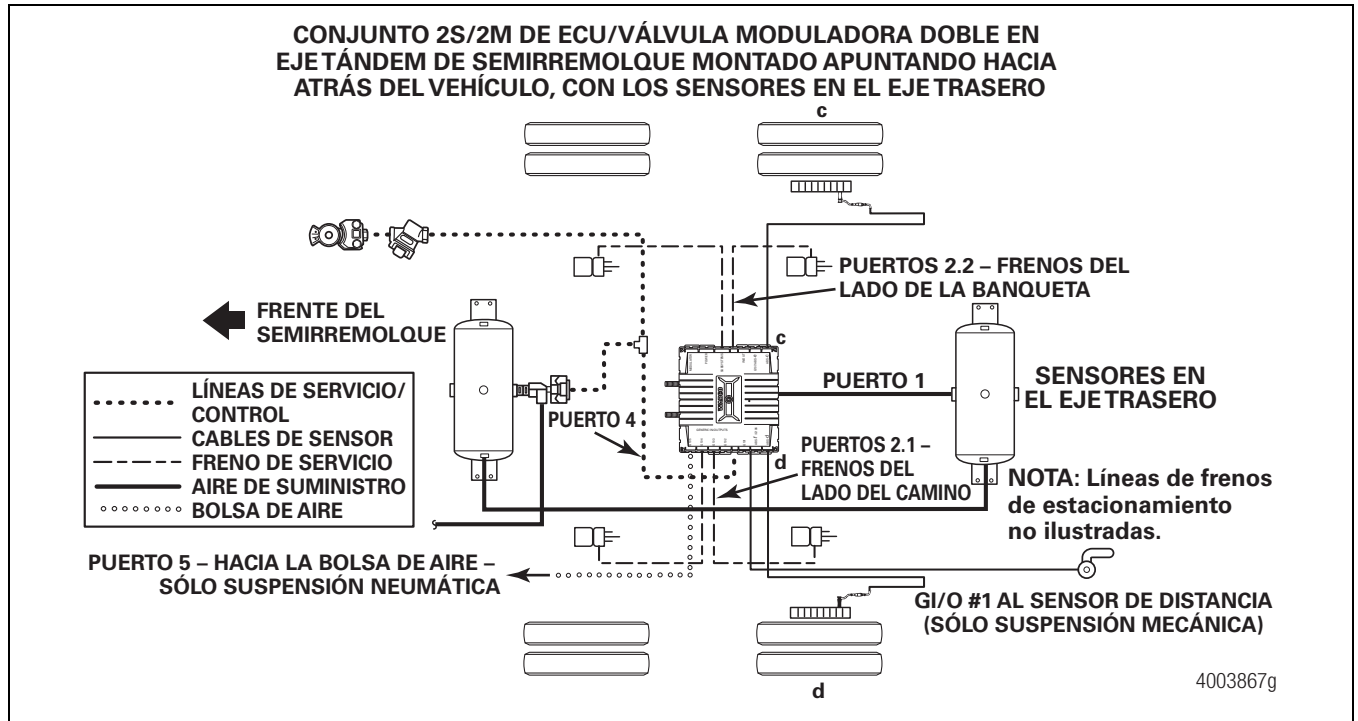 CONJUNTO 2S/2M DE ECU/VÁLVULA MODULADORA DOBLE EN
EJE TÁNDEM DE SEMIRREMOLQUE MONTADO APUNTANDO HACIA
ATRÁS DEL VEHÍCULO, CON LOS SENSORES EN EL EJE TRASERO
c
PUERTOS 2.2 – FRENOS DEL
LADO DE LA BANQUETA
FRENTE DEL
SEMIRREMOLQUE
c
PUERTO 1
SENSORES EN
EL EJE TRASERO
LÍNEAS DE SERVICIO/
CONTROL
CABLES DE SENSOR
FRENO DE SERVICIO
AIRE DE SUMINISTRO
BOLSA DE AIRE
PUERTO 4
d
PUERTOS 2.1 –
FRENOS DEL
LADO DEL CAMINO
NOTA: Líneas de frenos
de estacionamiento
no ilustradas.
PUERTO 5 – HACIA LA BOLSA DE AIRE –
SÓLO SUSPENSIÓN NEUMÁTICA
GI/O #1 AL SENSOR DE DISTANCIA
(SÓLO SUSPENSIÓN MECÁNICA)
d
4003867g